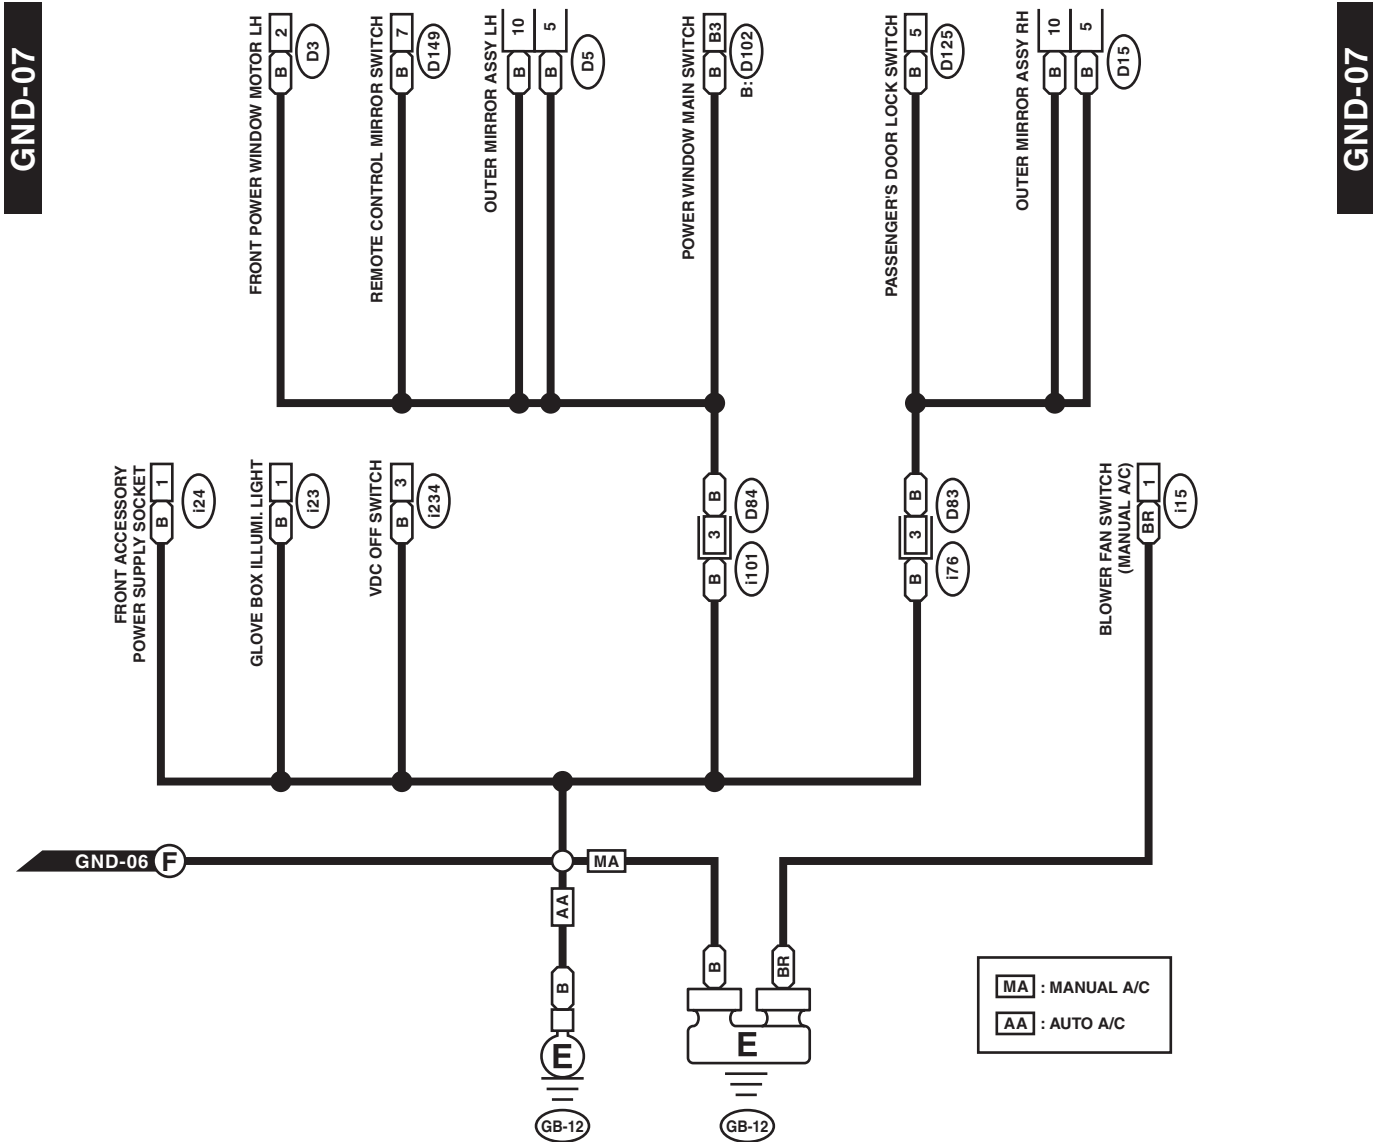 GND-07
GND-07
FRONT POWER WINDOW MOTOR LH
2
B
D3
REMOTE CONTROL MIRROR SWITCH
7
B
D149
OUTER MIRROR ASSY LH
10
5
B
B
D5
POWER WINDOW MAIN SWITCH
B3
B
B: D102
PASSENGER'S DOOR LOCK SWITCH
5
B
D125
OUTER MIRROR ASSY RH
10
5
B
B
D15
FRONT ACCESSORY
POWER SUPPLY SOCKET
1
B
i24
GLOVE BOX ILLUMI. LIGHT
1
B
i23
VDC OFF SWITCH
3
B
i234
B
3
B
D84
i101
B
3
B
D83
i76
BLOWER FAN SWITCH
(MANUAL A/C)
1
BR
i15
GND-06 F
MA
AA
B
E
GB-12
B
BR
E
GB-12
MA : MANUAL A/C
AA : AUTO A/C